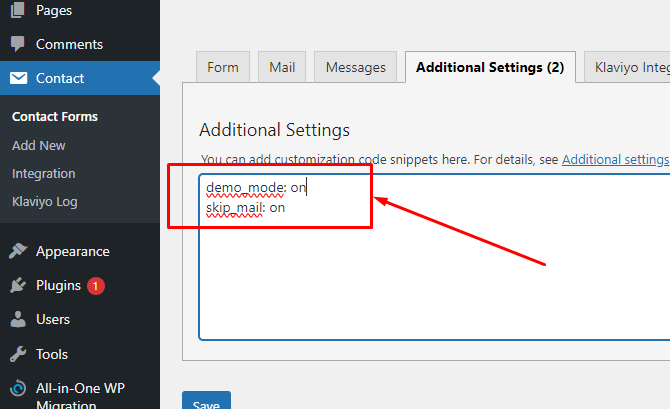 Pages
Comments
Contact
Contact Forms
Add New
Integration
Klaviyo Log
Appearance
Plugins 1
Users
Tools
All-in-One WP
Migration
Form
Mail
Messages
Additional Settings (2)
Klaviyo Integ
Additional Settings
You can add customization code snippets here. For details, see Additional settings
demo_mode: on
skip_mail: on
Save